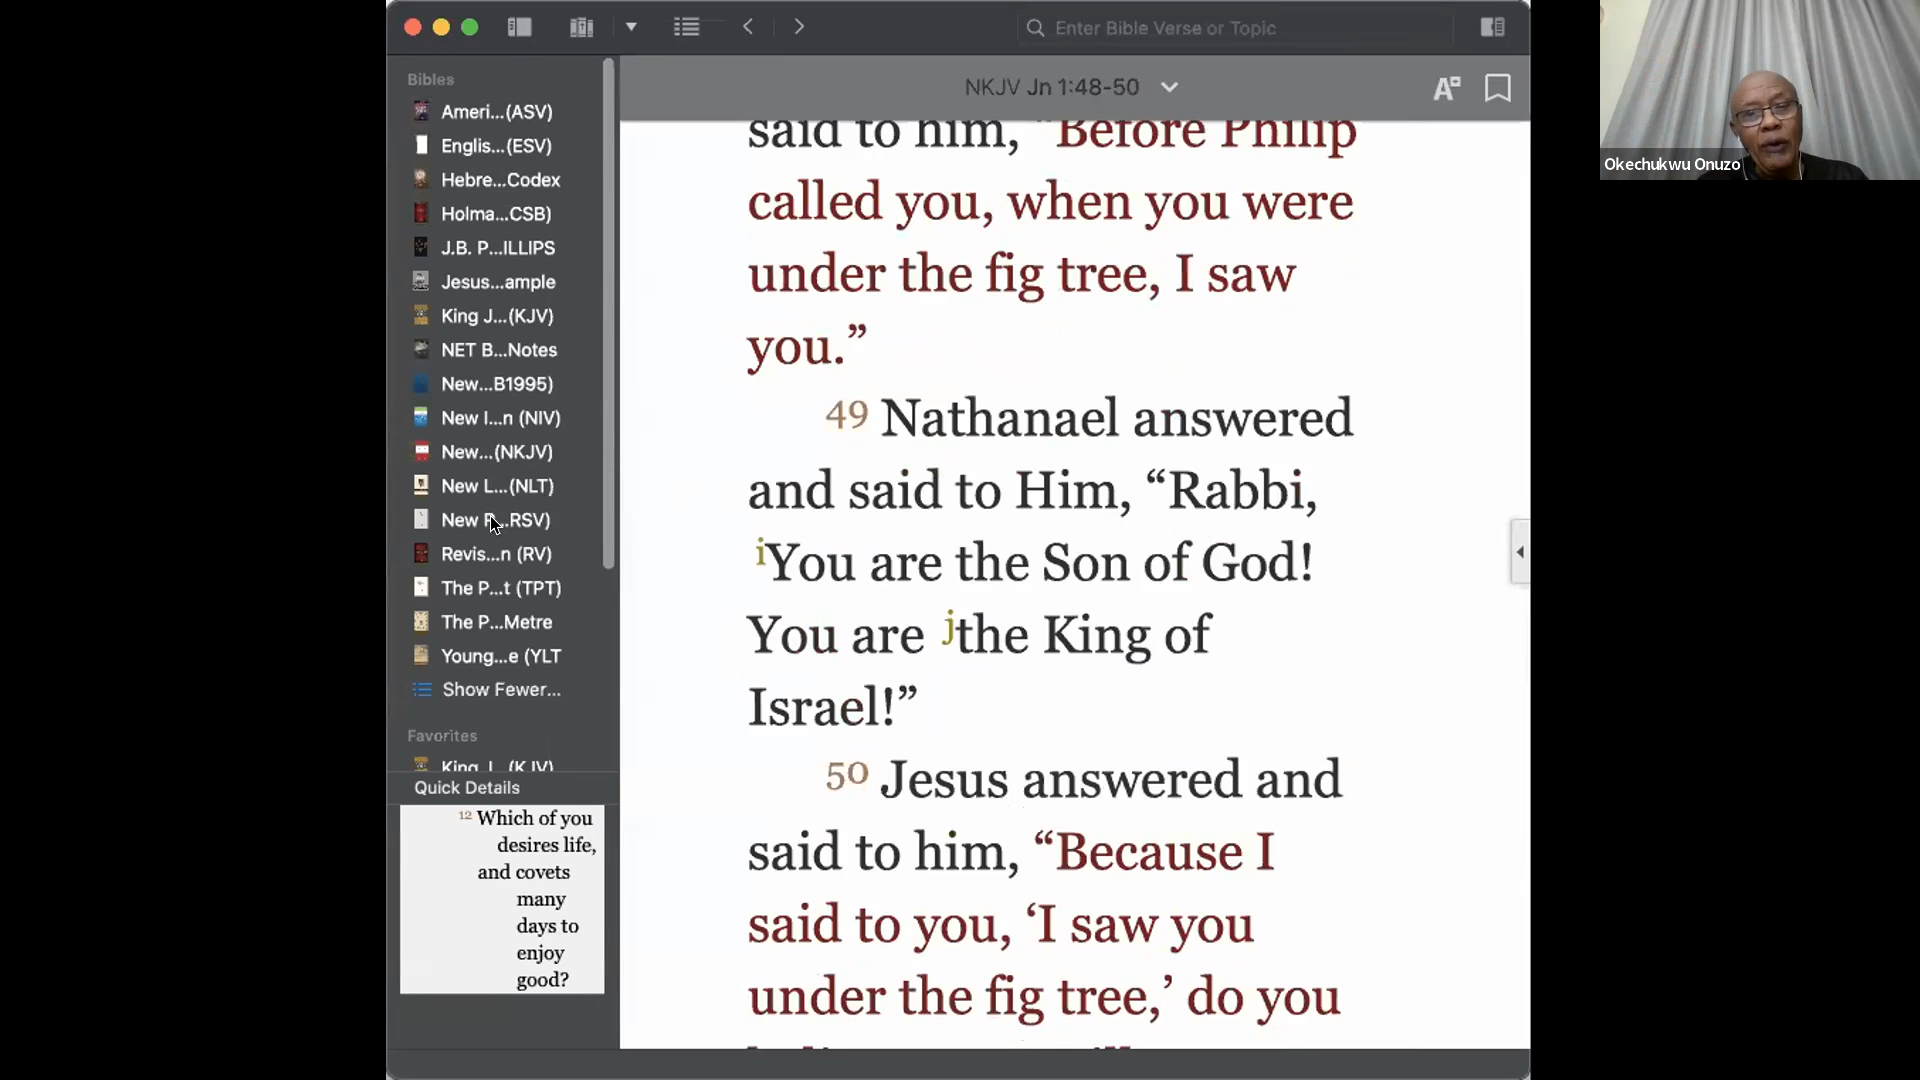 Enter Bible Verse or Topic
Bibles
Ameri...(ASV)
Englis...(ESV)
Hebre...Codex
Holma...CSB)
J.B. P...ILLIPS
Jesus...ample
King J...(KJV)
NET B...Notes
New...B1995)
New I...n (NIV)
New...(NKJV)
New L...(NLT)
New R...RSV)
Revis...n (RV)
The P...t (TPT)
The P...Metre
Young...e (YLT
Show Fewer...
Favorites
King J...(KJV)
Quick Details
12 Which of you
desires life,
and covets
many
days to
enjoy
good?
NKJV Jn 1:48-50
said to him, “Before Philip
called you, when you were
under the fig tree, I saw
you.”
49 Nathanael answered
and said to Him, “Rabbi,
iYou are the Son of God!
You are jthe King of
Israel!”
50 Jesus answered and
said to him, “Because I
said to you, ‘I saw you
under the fig tree,’ do you
Okechukwu Onuzo